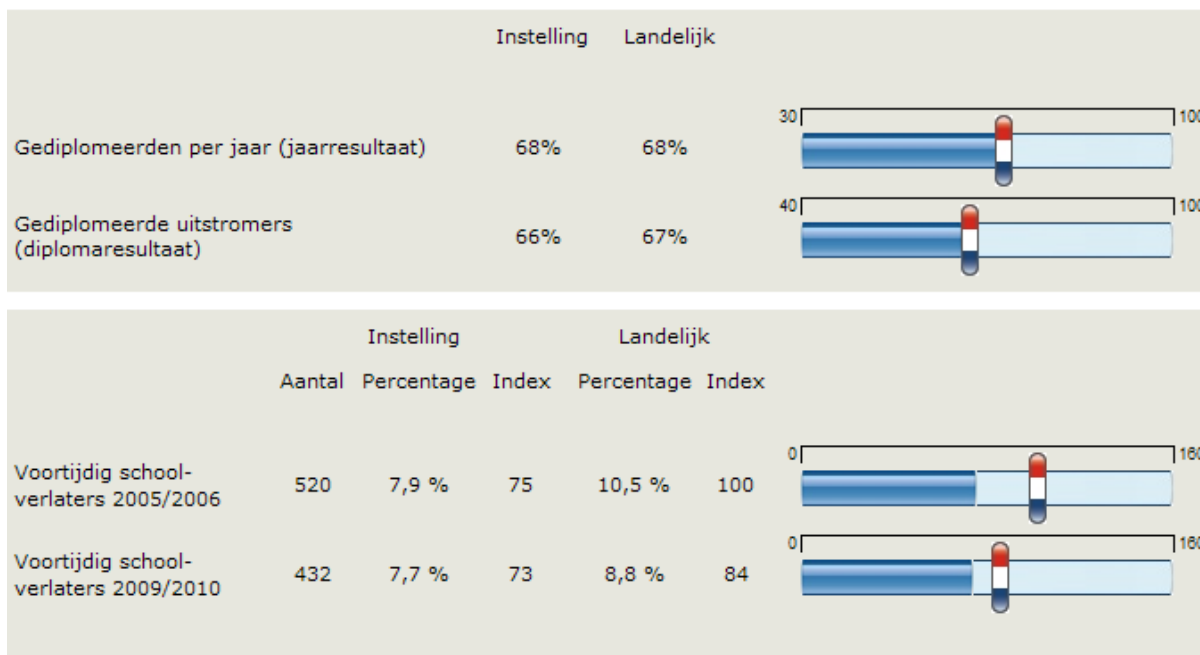 Instelling Landelijk
30 100
Gediplomeerden per jaar (jaarresultaat) 68% 68%
40 100
Gediplomeerde uitstromers
(diplomaresultaat) 66% 67%
Instelling Landelijk
Aantal Percentage Index Percentage Index
0 160
Voortijdig school-
verlaters 2005/2006 520 7,9 % 75 10,5 % 100
0 160
Voortijdig school-
verlaters 2009/2010 432 7,7 % 73 8,8 % 84